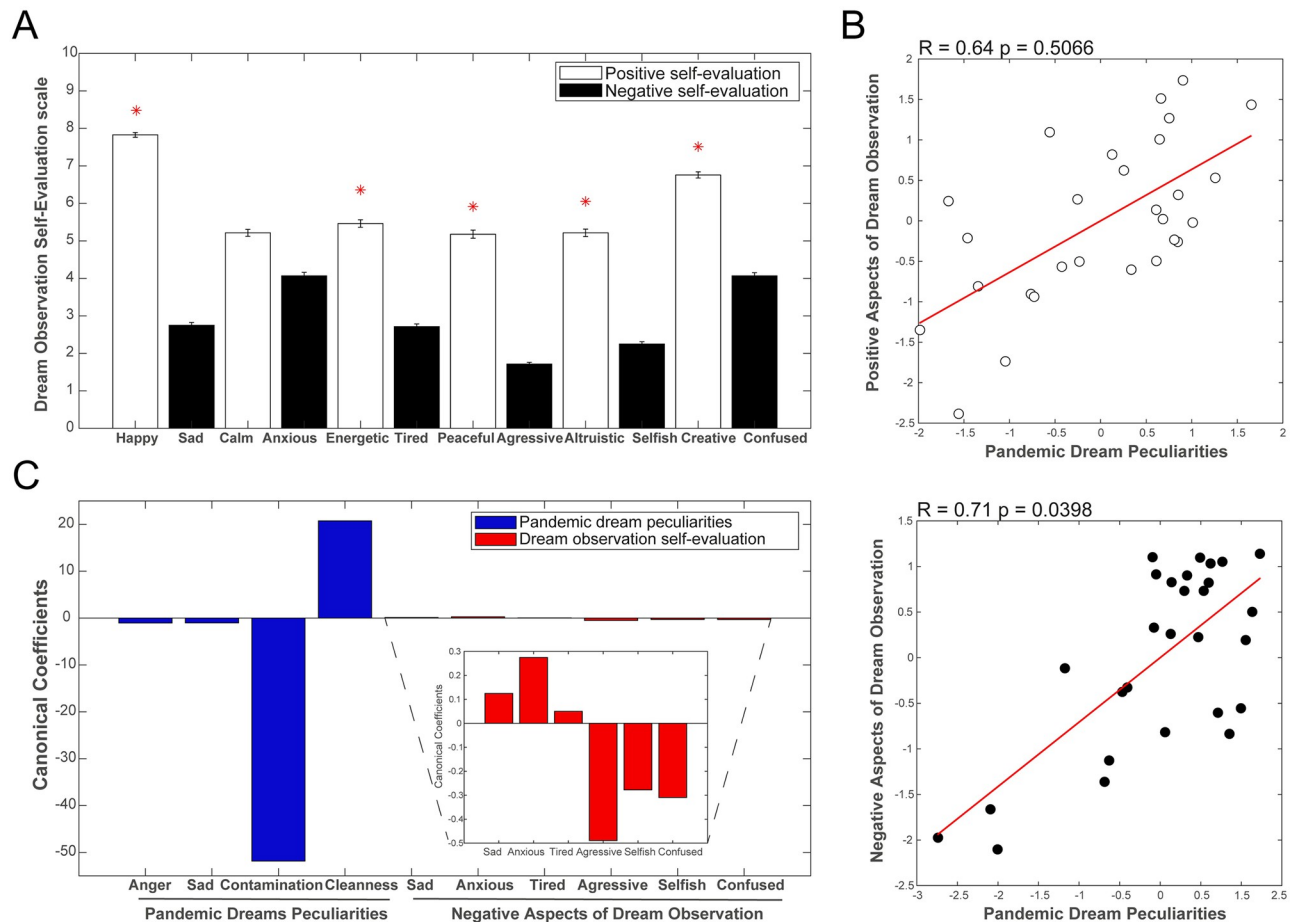 A
Dream Observation Self-Evaluation scale
10
9
8
7
6
5
4
3
2
1
0
Positive self-evaluation
Negative self-evaluation
*
*
*
*
*
Happy Sad Calm Anxious Energetic Tired Peaceful Agressive Altruistic Selfish Creative Confused
B
R = 0.64 p = 0.5066
Positive Aspects of Dream Observation
2
1.5
1
0.5
0
-0.5
-1
-1.5
-2
-2.5
-2 -1.5 -1 -0.5 0 0.5 1 1.5 2
Pandemic Dream Peculiarities
C
Canonical Coefficients
20
10
0
-10
-20
-30
-40
-50
Pandemic dream peculiarities
Dream observation self-evaluation
Canonical Coefficients
0.3
0.2
0.1
0
-0.1
-0.2
-0.3
-0.4
-0.5
Sad Anxious Tired Agressive Selfish Confused
Anger Sad Contamination Cleanness Sad Anxious Tired Agressive Selfish Confused
Pandemic Dreams Peculiarities Negative Aspects of Dream Observation
R = 0.71 p = 0.0398
Negative Aspects of Dream Observation
1.5
1
0.5
0
-0.5
-1
-1.5
-2
-2.5
-3 -2.5 -2 -1.5 -1 -0.5 0 0.5 1 1.5 2 2.5
Pandemic Dream Peculiarities